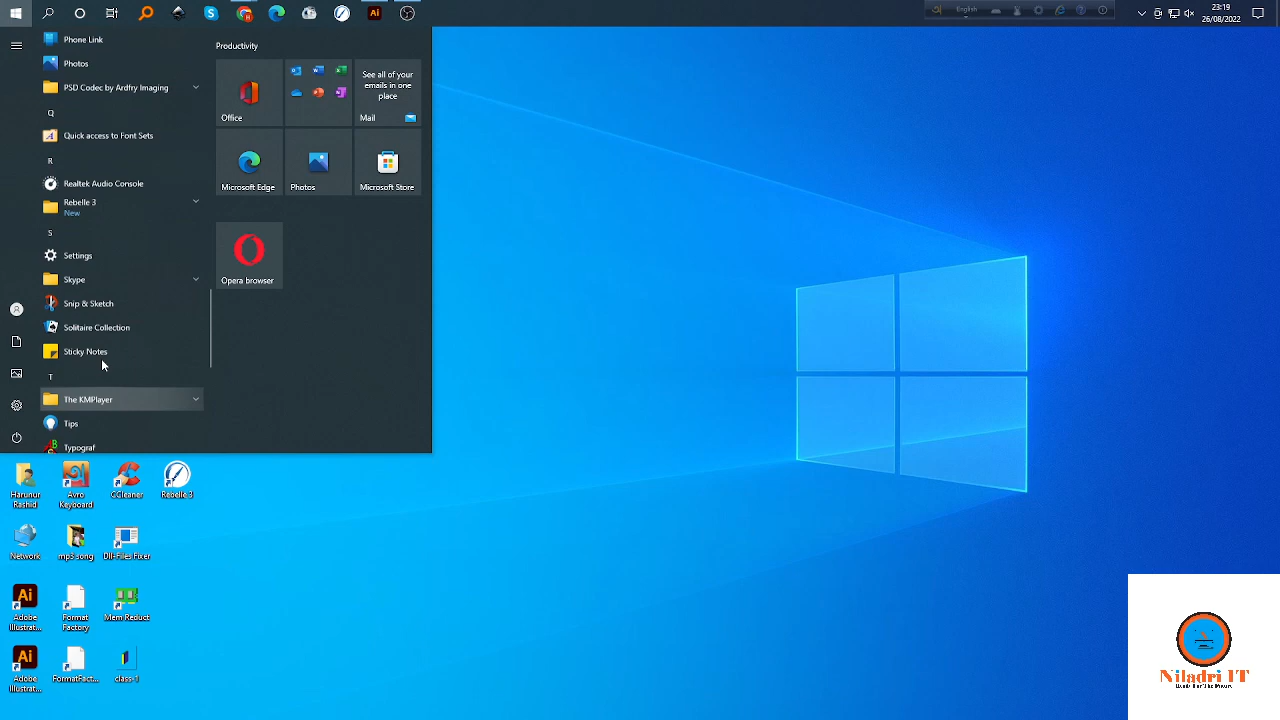 English
23:19
26/08/2022
Phone Link
Photos
PSD Codec by Ardfry Imaging
Q
Quick access to Font Sets
R
Realtek Audio Console
Rebelle 3
New
S
Settings
Skype
Snip & Sketch
Solitaire Collection
Sticky Notes
T
The KMPlayer
Tips
Typograf
Productivity
Office
See all of your
emails in one
place
Mail
Microsoft Edge
Photos
Microsoft Store
Opera browser
Harunur
Rashid
Avro
Keyboard
CCleaner
Rebelle 3
Network
mp3 song
Dll-Files Fixer
Adobe
Illustrat...
Format
Factory
Mem Reduct
Adobe
Illustrat...
FormatFact...
class-1
Niladri IT